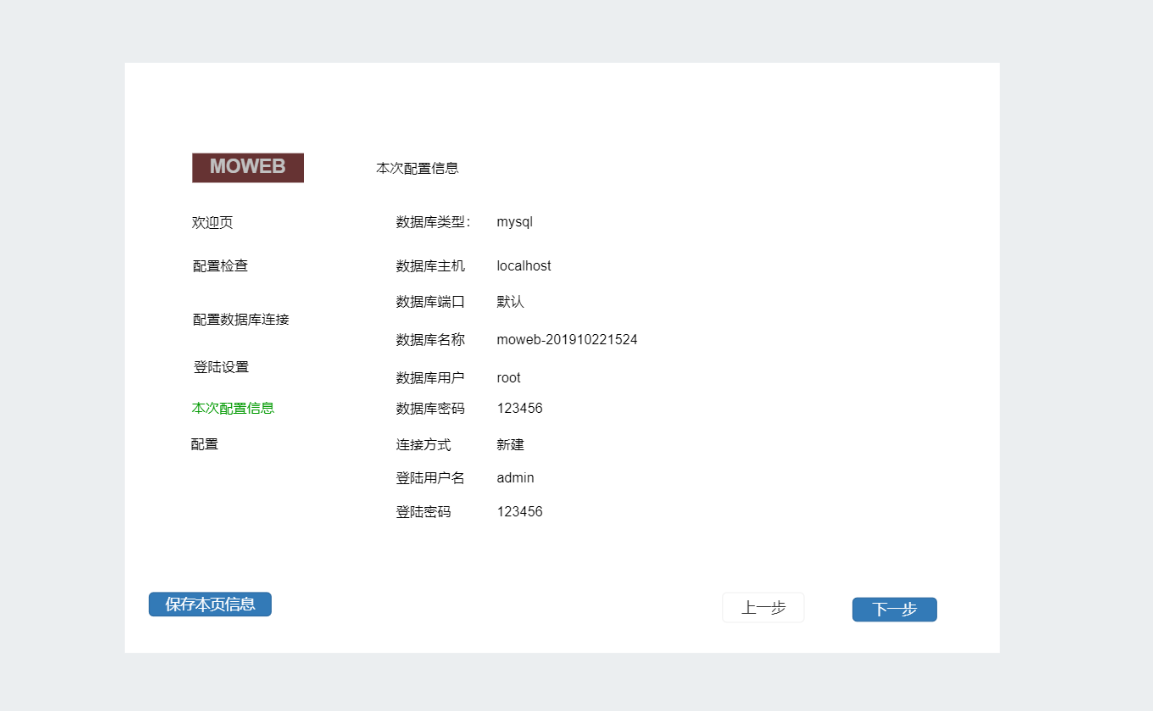 MOWEB
本次配置信息
欢迎页
数据库类型： mysql
配置检查
数据库主机 localhost
数据库端口 默认
配置数据库连接
数据库名称 moweb-201910221524
登陆设置
数据库用户 root
本次配置信息
数据库密码 123456
配置
连接方式 新建
登陆用户名 admin
登陆密码 123456
保存本页信息
上一步
下一步